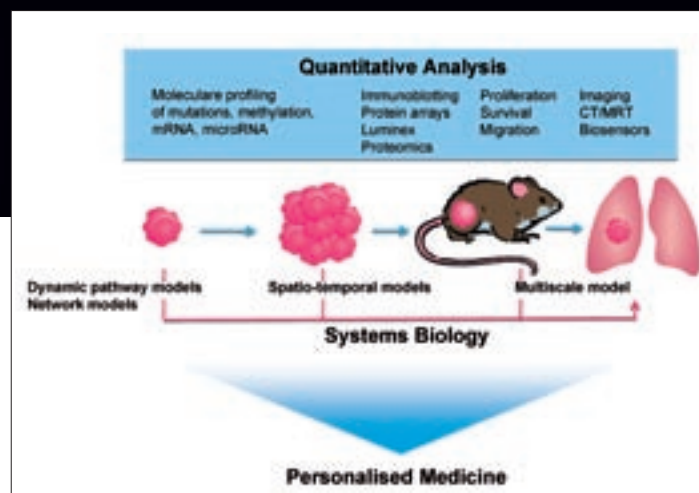 Quantitative Analysis
Moleculare profiling
of mutations, methylation,
mRNA, microRNA
Immunoblotting
Protein arrays
Luminex
Proteomics
Proliferation
Survival
Migration
Imaging
CT/MRT
Biosensors
Dynamic pathway models
Network models
Spatio-temporal models
Multiscale model
Systems Biology
Personalised Medicine